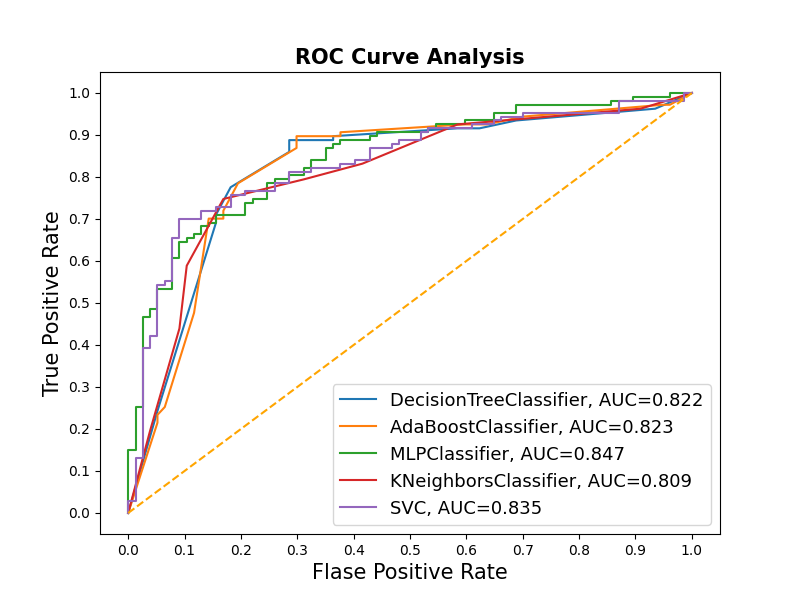 ROC Curve Analysis
1.0
0.9
0.8
0.7
0.6
0.5
0.4
0.3
0.2
0.1
0.0
True Positive Rate
DecisionTreeClassifier, AUC=0.822
AdaBoostClassifier, AUC=0.823
MLPClassifier, AUC=0.847
KNeighborsClassifier, AUC=0.809
SVC, AUC=0.835
0.0 0.1 0.2 0.3 0.4 0.5 0.6 0.7 0.8 0.9 1.0
Flase Positive Rate